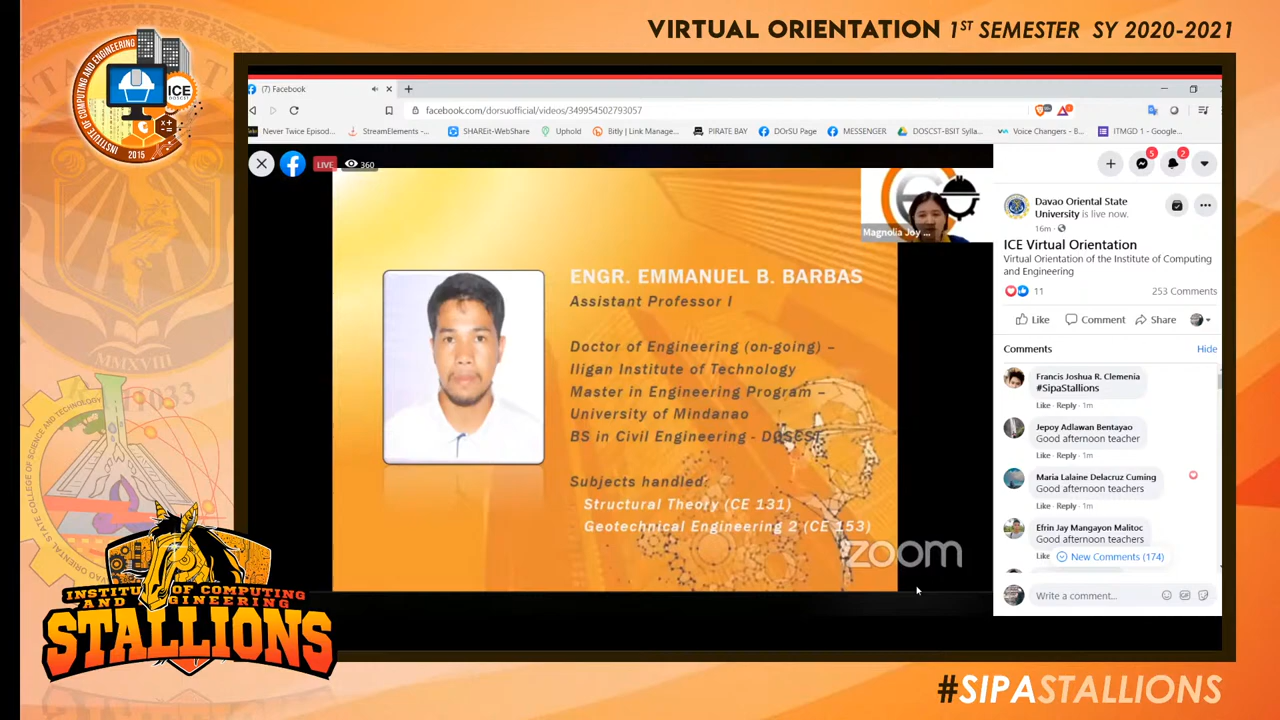 VIRTUAL ORIENTATION 1ST SEMESTER SY 2020-2021
INSTITUTE OF COMPUTING AND ENGINEERING
ICE
DOSCST
2015
(7) Facebook
facebook.com/dorsuofficial/videos/349954502793057
Never Twice Episod...
StreamElements -...
SHAREit-WebShare
Uphold
Bitly | Link Manage...
PIRATE BAY
DOrSU Page
MESSENGER
DOSCST-BSIT Sylla...
Voice Changers - B...
ITMGD 1 - Google...
LIVE 360
5
2
Magnolia Joy ...
ENGR. EMMANUEL B. BARBAS
Assistant Professor I
Doctor of Engineering (on-going) –
Iligan Institute of Technology
Master in Engineering Program –
University of Mindanao
BS in Civil Engineering - DOSCST
Subjects handled:
Structural Theory (CE 131)
Geotechnical Engineering 2 (CE 153)
zoom
Davao Oriental State
University is live now.
16m
ICE Virtual Orientation
Virtual Orientation of the Institute of Computing
and Engineering
11
253 Comments
Like
Comment
Share
Comments
Hide
Francis Joshua R. Clemenia
#SipaStallions
Like · Reply · 1m
Jepoy Adlawan Bentayao
Good afternoon teacher
Like · Reply · 1m
Maria Lalaine Delacruz Cuming
Good afternoon teachers
Like · Reply · 1m
Efrin Jay Mangayon Malitoc
Good afternoon teachers
Like
New Comments (174)
Write a comment...
MMXVIII
INSTITUTE OF COMPUTING
AND ENGINEERING
STALLIONS
#SIPASTALLIONS